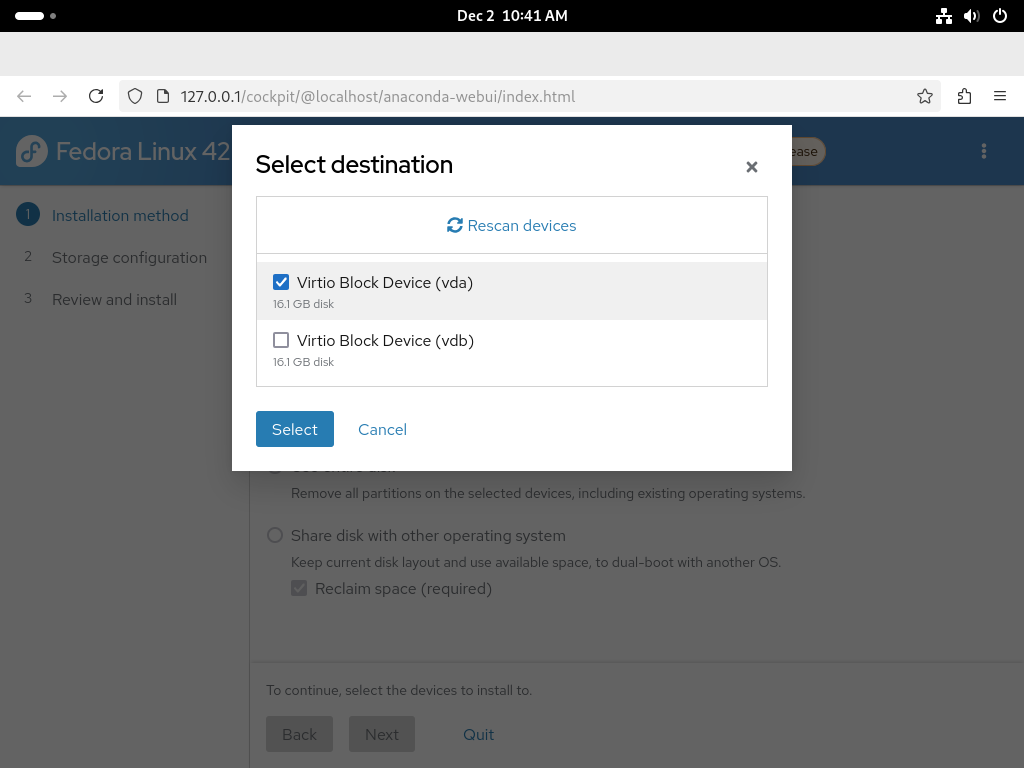 Dec 2 10:41 AM
127.0.0.1/cockpit/@localhost/anaconda-webui/index.html
Fedora Linux 42
ease
Select destination
Rescan devices
Virtio Block Device (vda)
16.1 GB disk
Virtio Block Device (vdb)
16.1 GB disk
Select Cancel
1 Installation method
2 Storage configuration
3 Review and install
Remove all partitions on the selected devices, including existing operating systems.
Share disk with other operating system
Keep current disk layout and use available space, to dual-boot with another OS.
Reclaim space (required)
To continue, select the devices to install to.
Back Next Quit